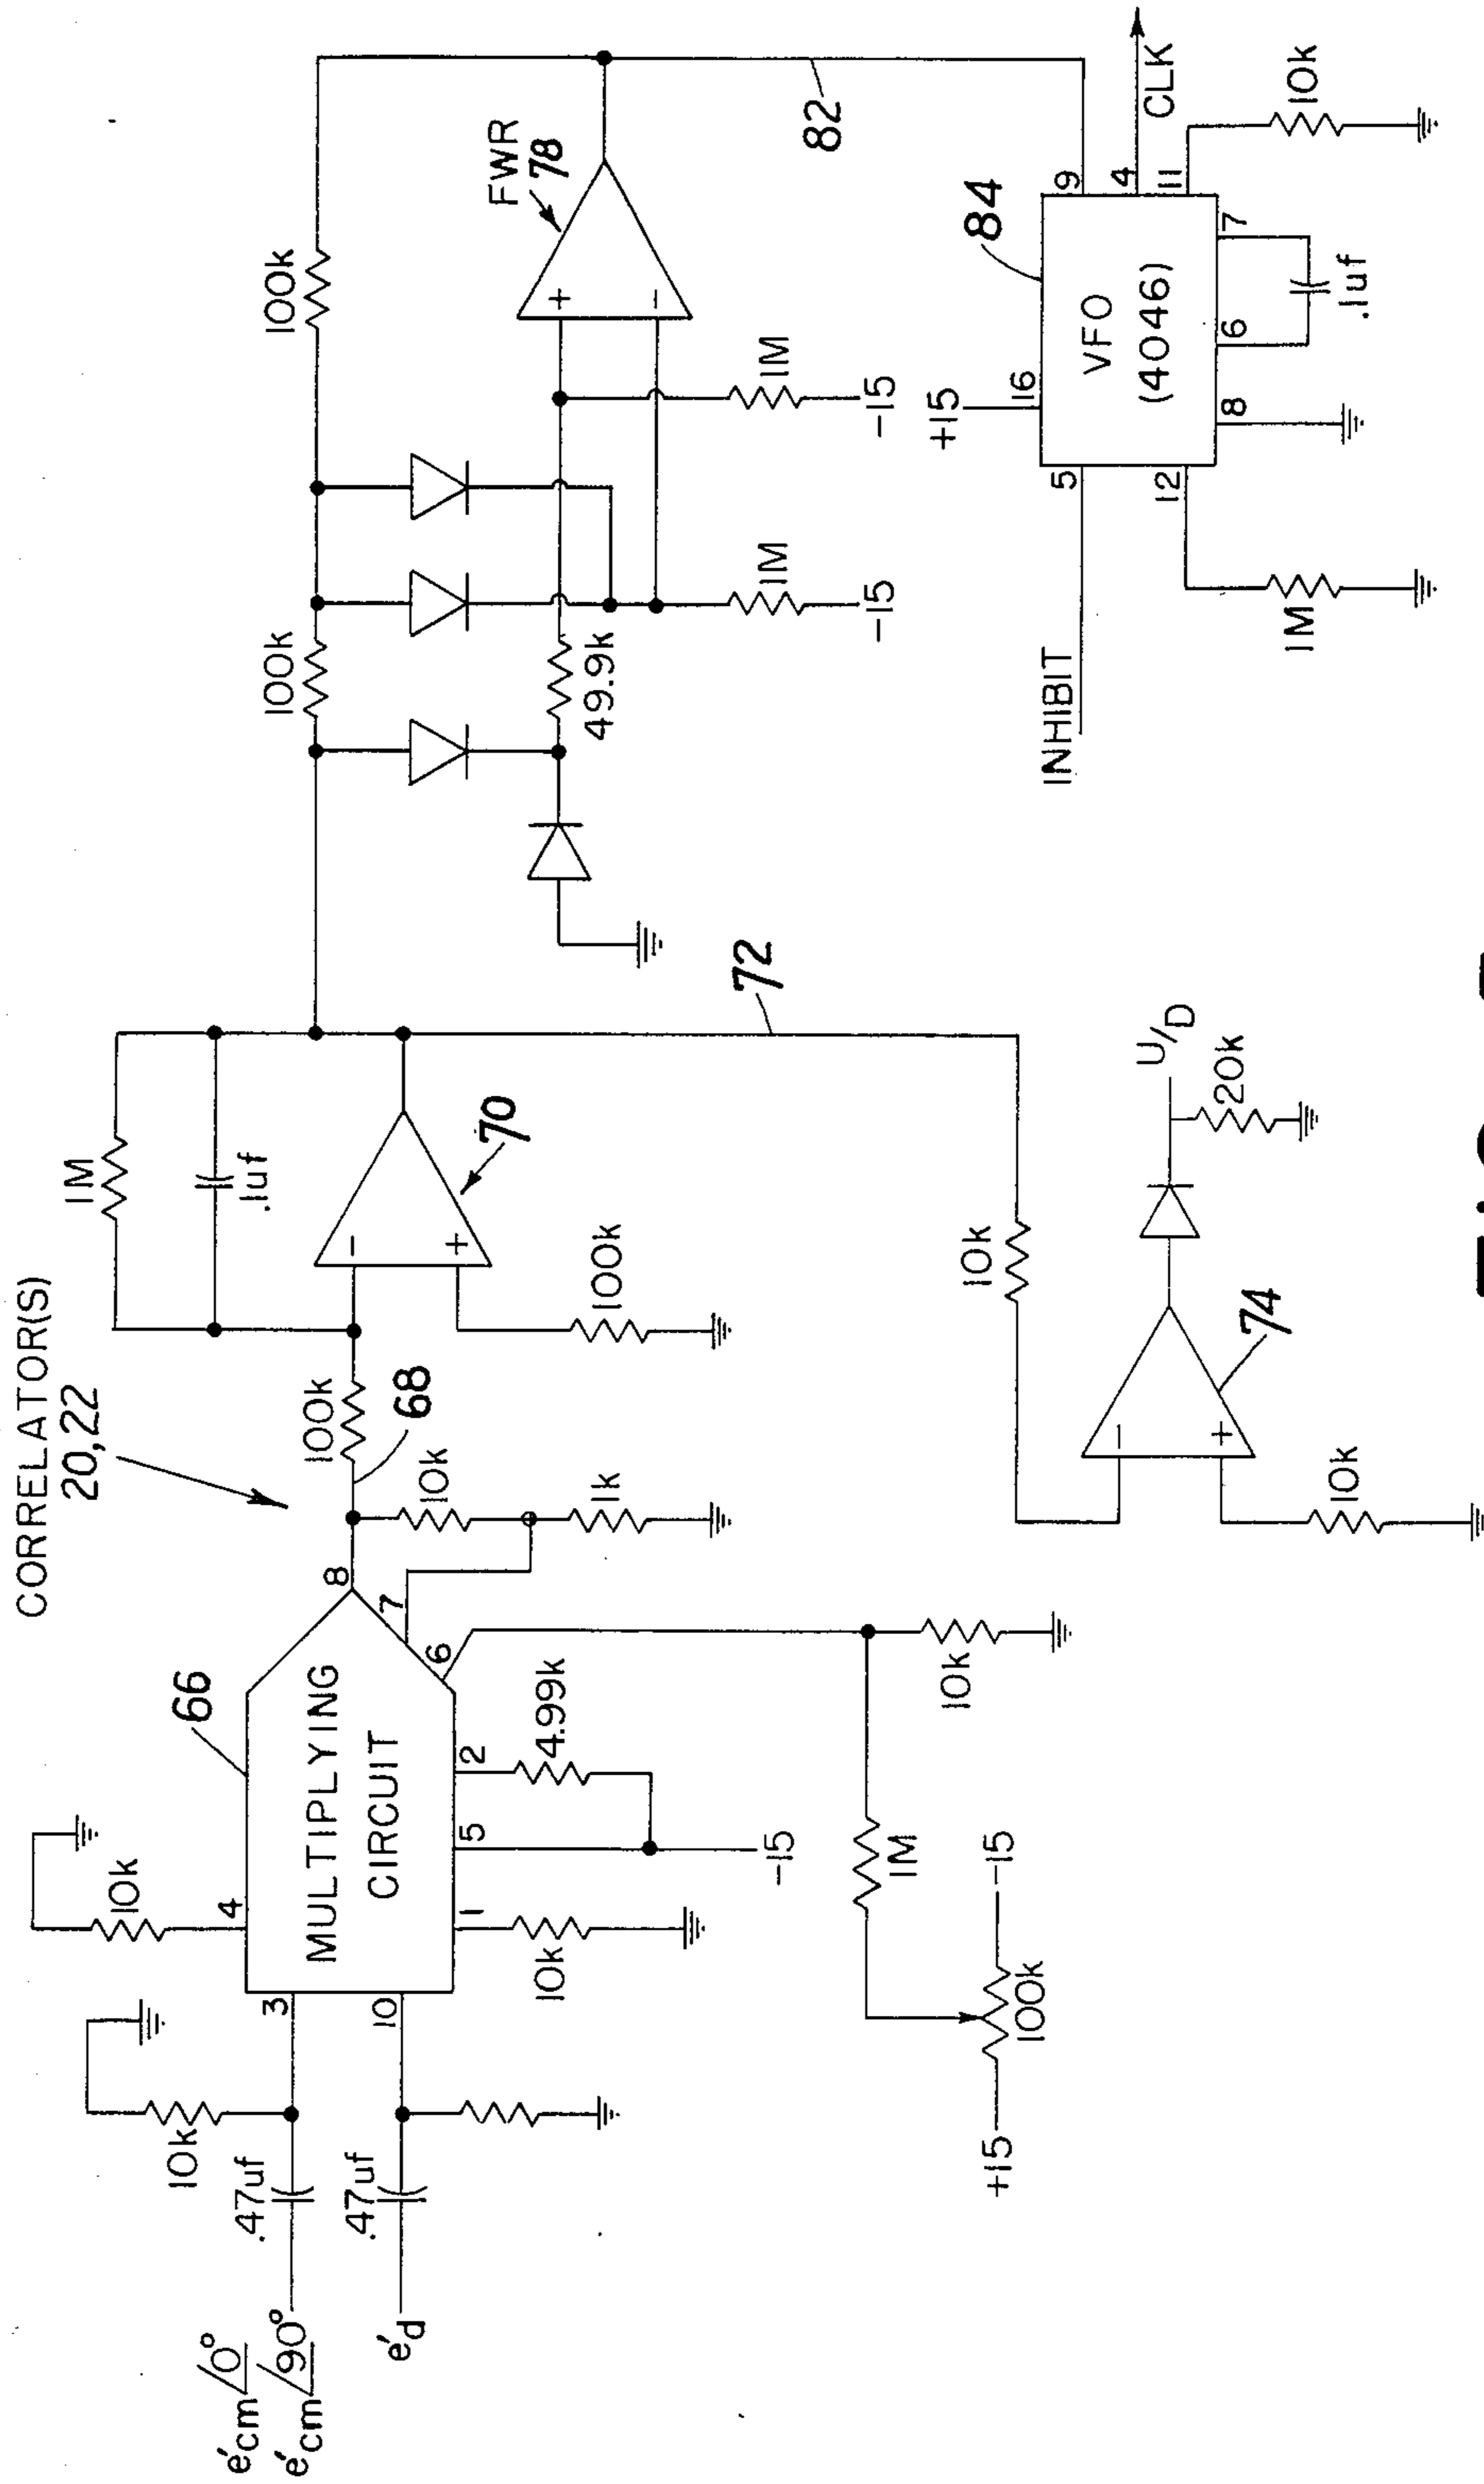 CORRELATOR(S)
20,22
e'cm/0°
e'cm/90°
e'd
.47uf
.47uf
10k
3
10
10k
4
66
MULTIPLYING
CIRCUIT
1
5
2
6
7
8
10k
4.99k
-15
10k
1k
68
100k
1M
.1uf
-
+
70
100k
72
1M
10k
+15
100k
-15
10k
-
+
74
10k
U/D
20k
100k
100k
49.9k
1M
-15
1M
-15
+
-
FWR
78
82
84
VFO
(4046)
+15
16
INHIBIT
5
12
8
6
7
9
4
11
CLK
10k
1M
.1uf